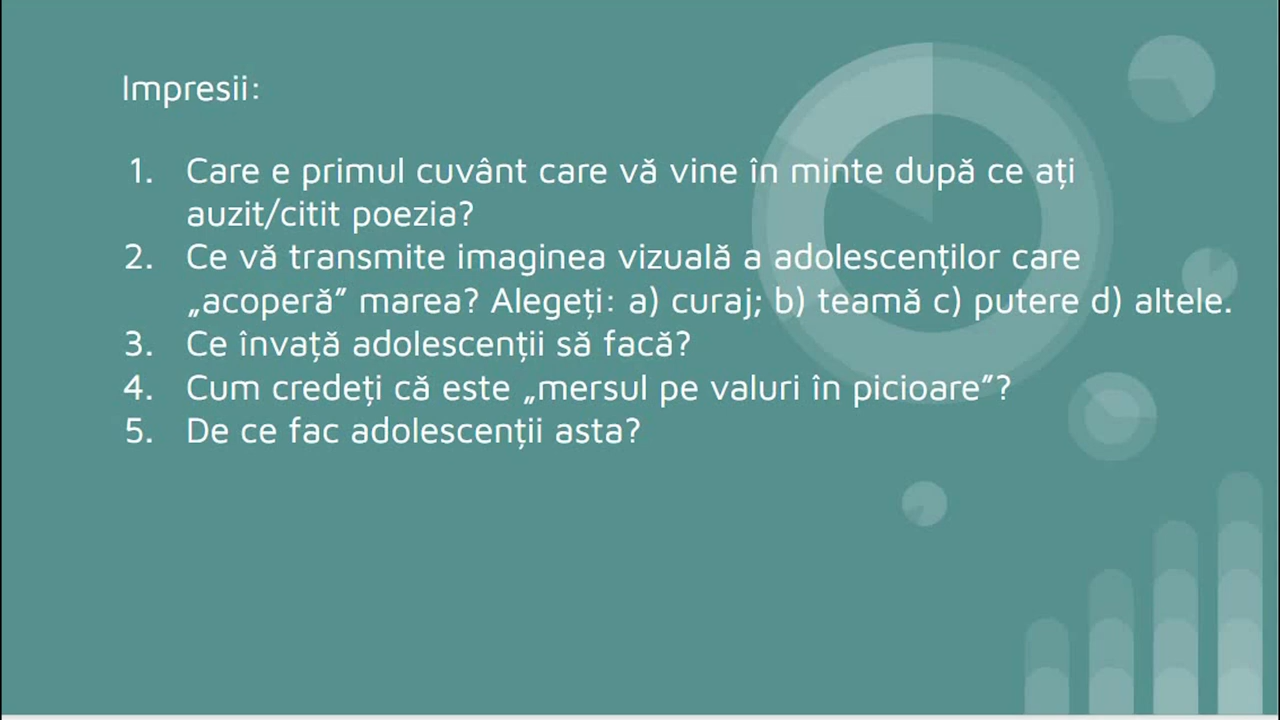 Impresii:
1. Care e primul cuvânt care vă vine în minte după ce ați
auzit/citit poezia?
2. Ce vă transmite imaginea vizuală a adolescenților care
„acoperă” marea? Alegeți: a) curaj; b) teamă c) putere d) altele.
3. Ce învață adolescenții să facă?
4. Cum credeți că este „mersul pe valuri în picioare”?
5. De ce fac adolescenții asta?